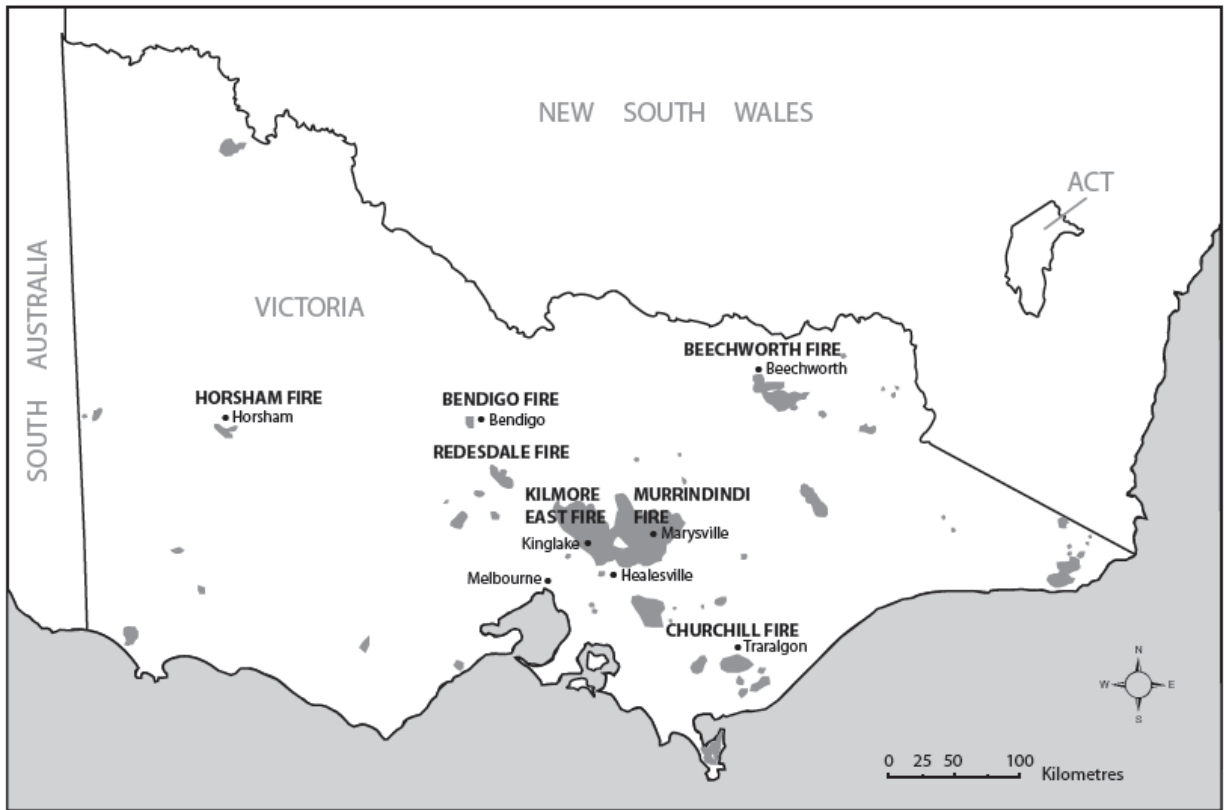 NEW SOUTH WALES
ACT
SOUTH AUSTRALIA
VICTORIA
BEECHWORTH FIRE
Beechworth
HORSHAM FIRE
Horsham
BENDIGO FIRE
Bendigo
REDESDALE FIRE
KILMORE
EAST FIRE
MURRINDINDI
FIRE
Marysville
Kinglake
Melbourne
Healesville
CHURCHILL FIRE
Traralgon
N
W E
S
0 25 50 100
Kilometres